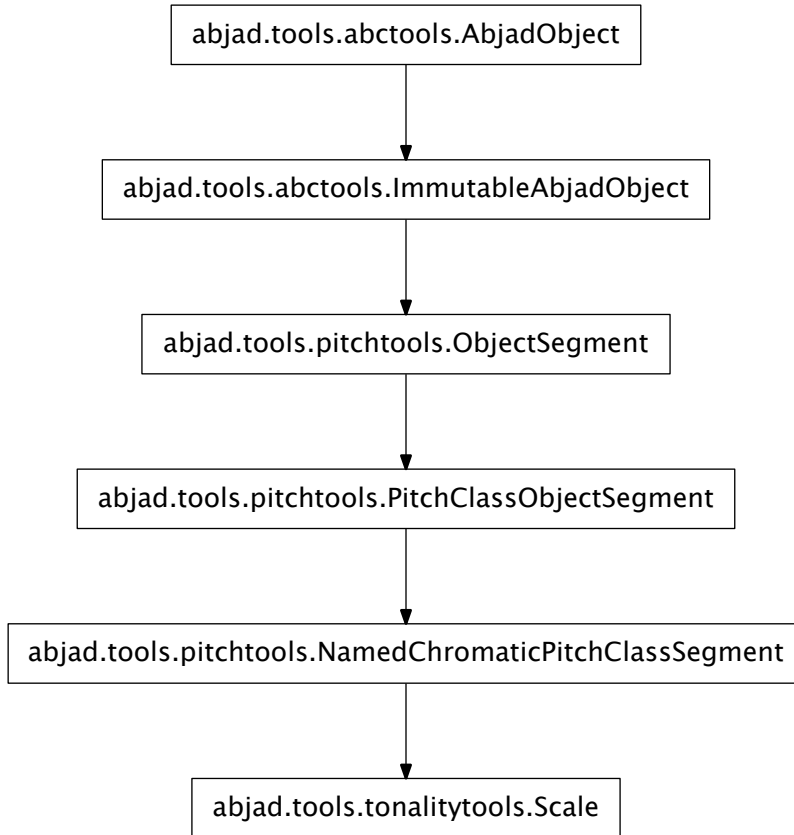 abjad.tools.abctools.AbjadObject
abjad.tools.abctools.ImmutableAbjadObject
abjad.tools.pitchtools.ObjectSegment
abjad.tools.pitchtools.PitchClassObjectSegment
abjad.tools.pitchtools.NamedChromaticPitchClassSegment
abjad.tools.tonalitytools.Scale